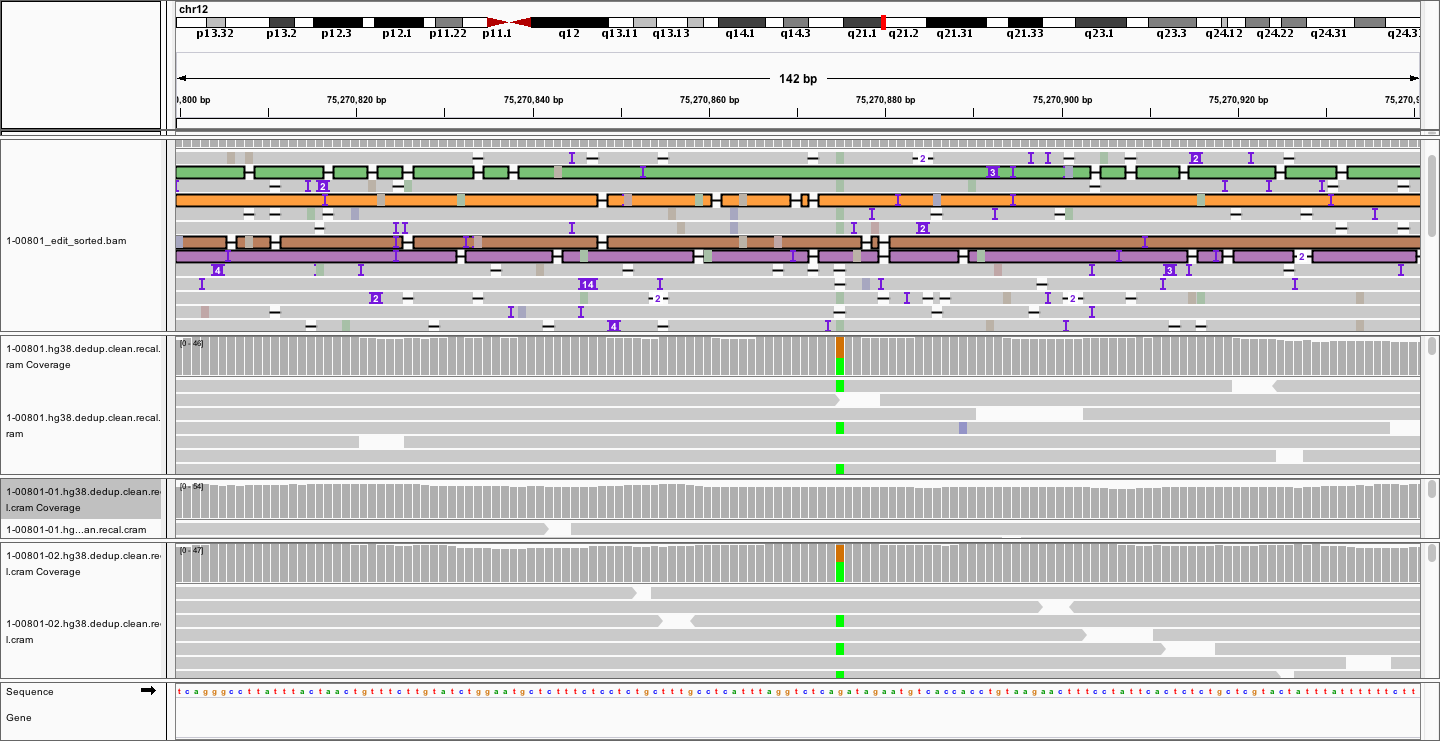 chr12
p13.32 p13.2 p12.3 p12.1 p11.22 p11.1 q12 q13.11 q13.13 q14.1 q14.3 q21.1 q21.2 q21.31 q21.33 q23.1 q23.3 q24.12 q24.22 q24.31 q24.3
142 bp
,800 bp 75,270,820 bp 75,270,840 bp 75,270,860 bp 75,270,880 bp 75,270,900 bp 75,270,920 bp 75,270,9
2 2
3
2
1-00801_edit_sorted.bam
2
2
4 3
14
2 2 2
4
1-00801.hg38.dedup.clean.recal.
ram Coverage
[0 - 46]
1-00801.hg38.dedup.clean.recal.
ram
1-00801-01.hg38.dedup.clean.re
l.cram Coverage
[0 - 54]
1-00801-01.hg...an.recal.cram
1-00801-02.hg38.dedup.clean.re
l.cram Coverage
[0 - 47]
1-00801-02.hg38.dedup.clean.re
l.cram
Sequence
t c a g g g c c t t a t t t a c t a a c t g t t t c t t g t a t c t g g a a t g c t c t t t c t c c t c t g c t t t g c c t c a t t t a g g t c t c a g a t a g a a t g t c a c c a c c t g t a a g a a c t t t c c t a t t c a c t c t c t g c t c g t a c t a t t a t t t t t c t t
Gene